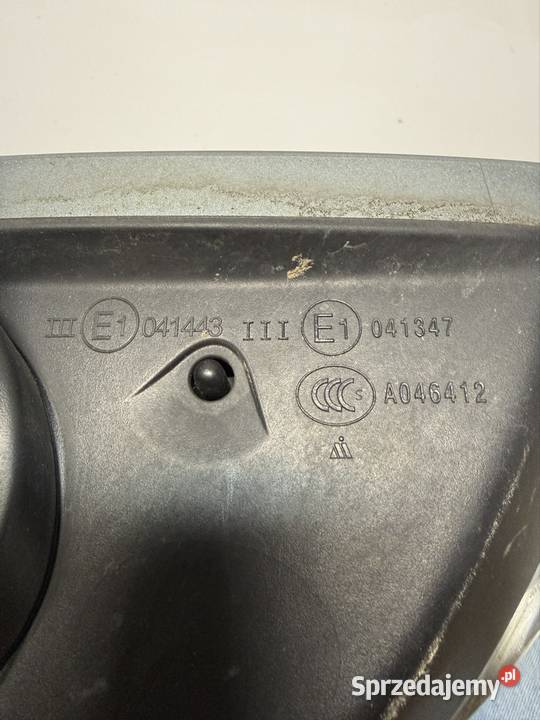 III E1 041443 III E1 041347
CCC S A046412
Sprzedajemy.pl